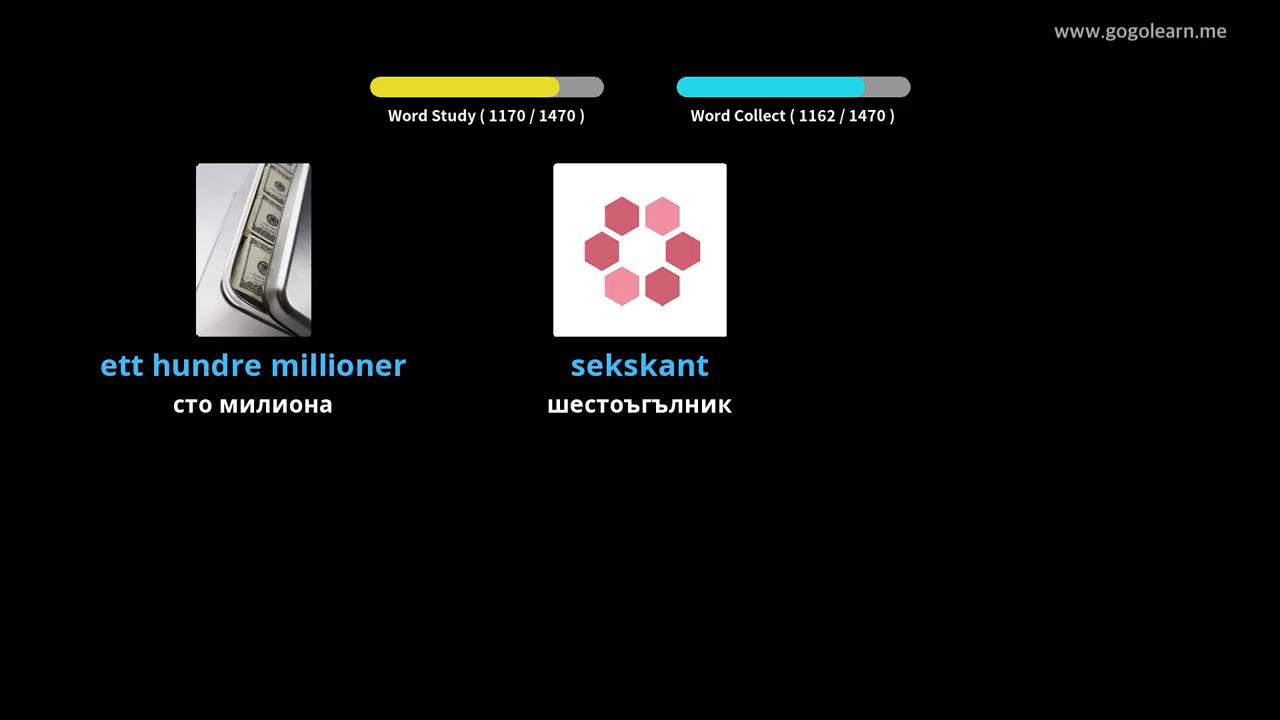 www.gogolearn.me
Word Study ( 1170 / 1470 )
Word Collect ( 1162 / 1470 )
ett hundre millioner
сто милиона
sekskant
шестоъгълник